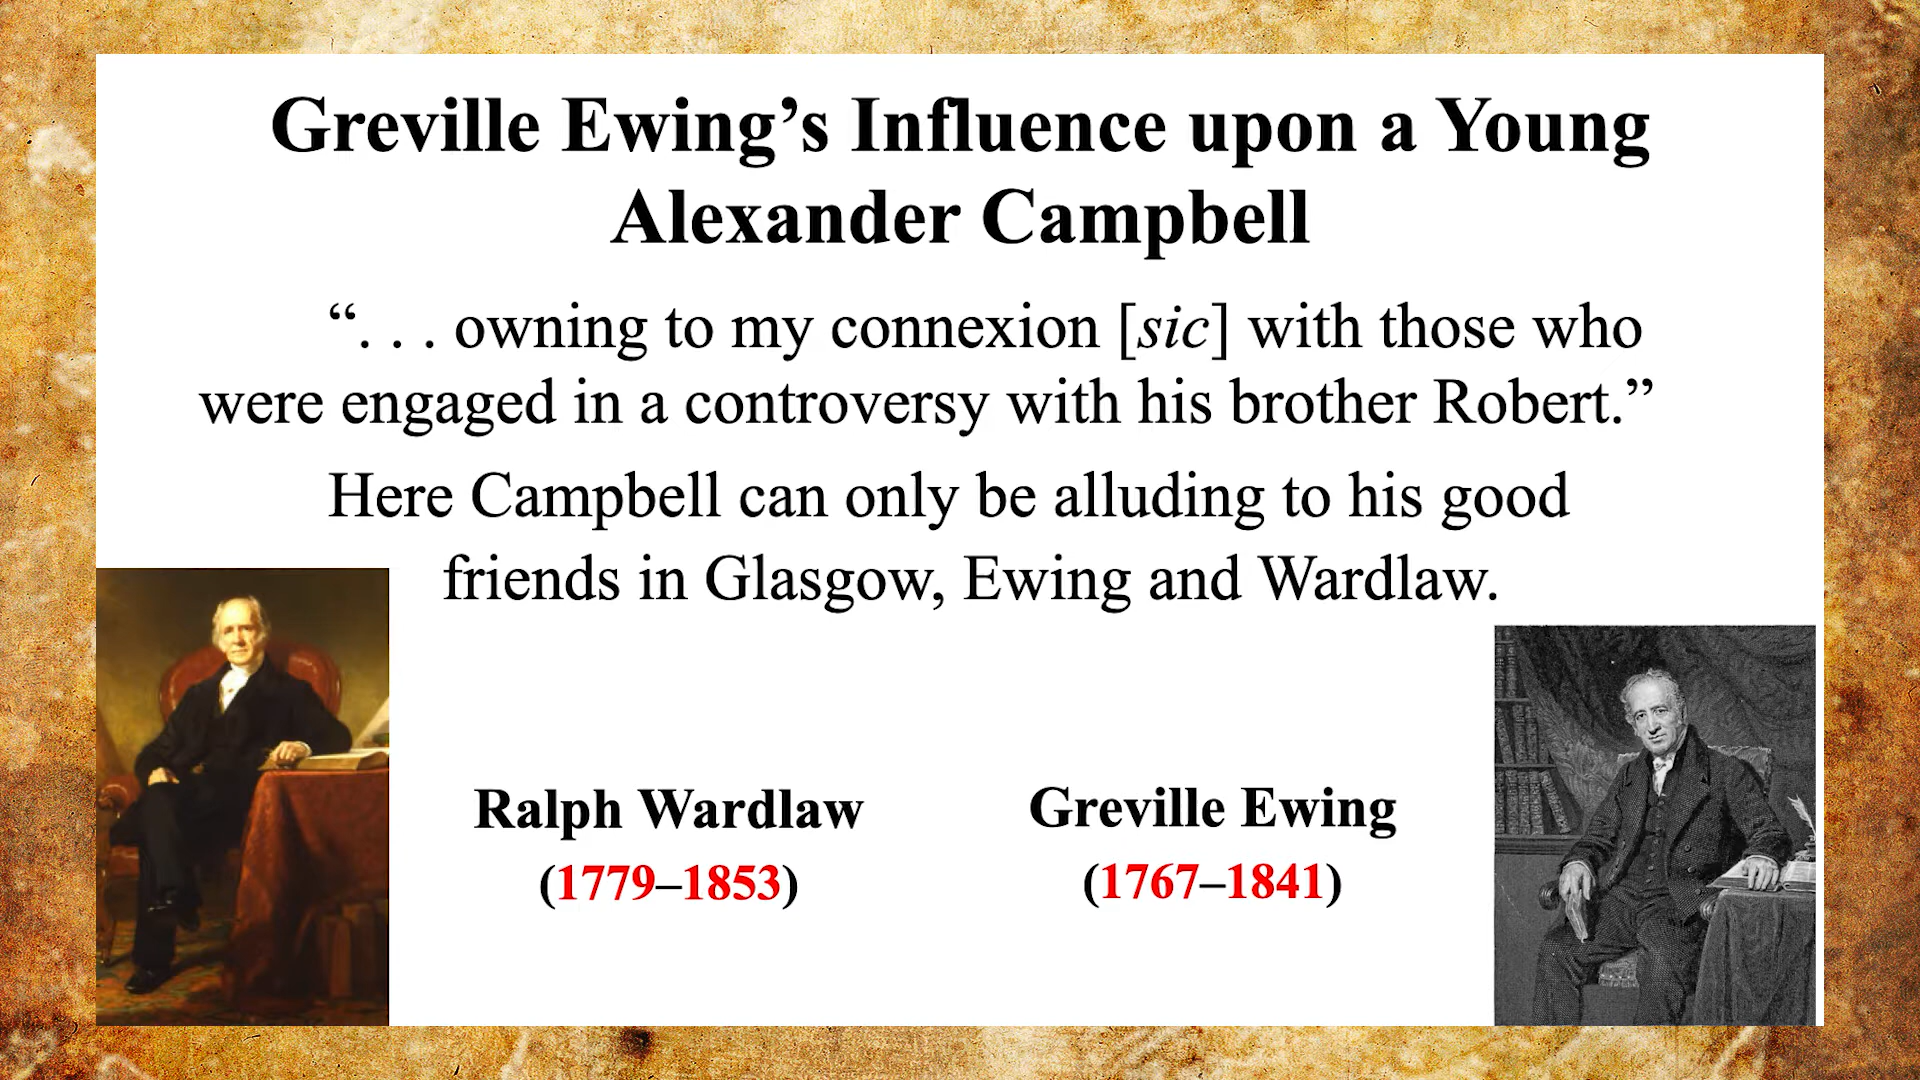 Greville Ewing’s Influence upon a Young
Alexander Campbell
“. . . owning to my connexion [sic] with those who
were engaged in a controversy with his brother Robert.”
Here Campbell can only be alluding to his good
friends in Glasgow, Ewing and Wardlaw.
Ralph Wardlaw
(1779–1853)
Greville Ewing
(1767–1841)